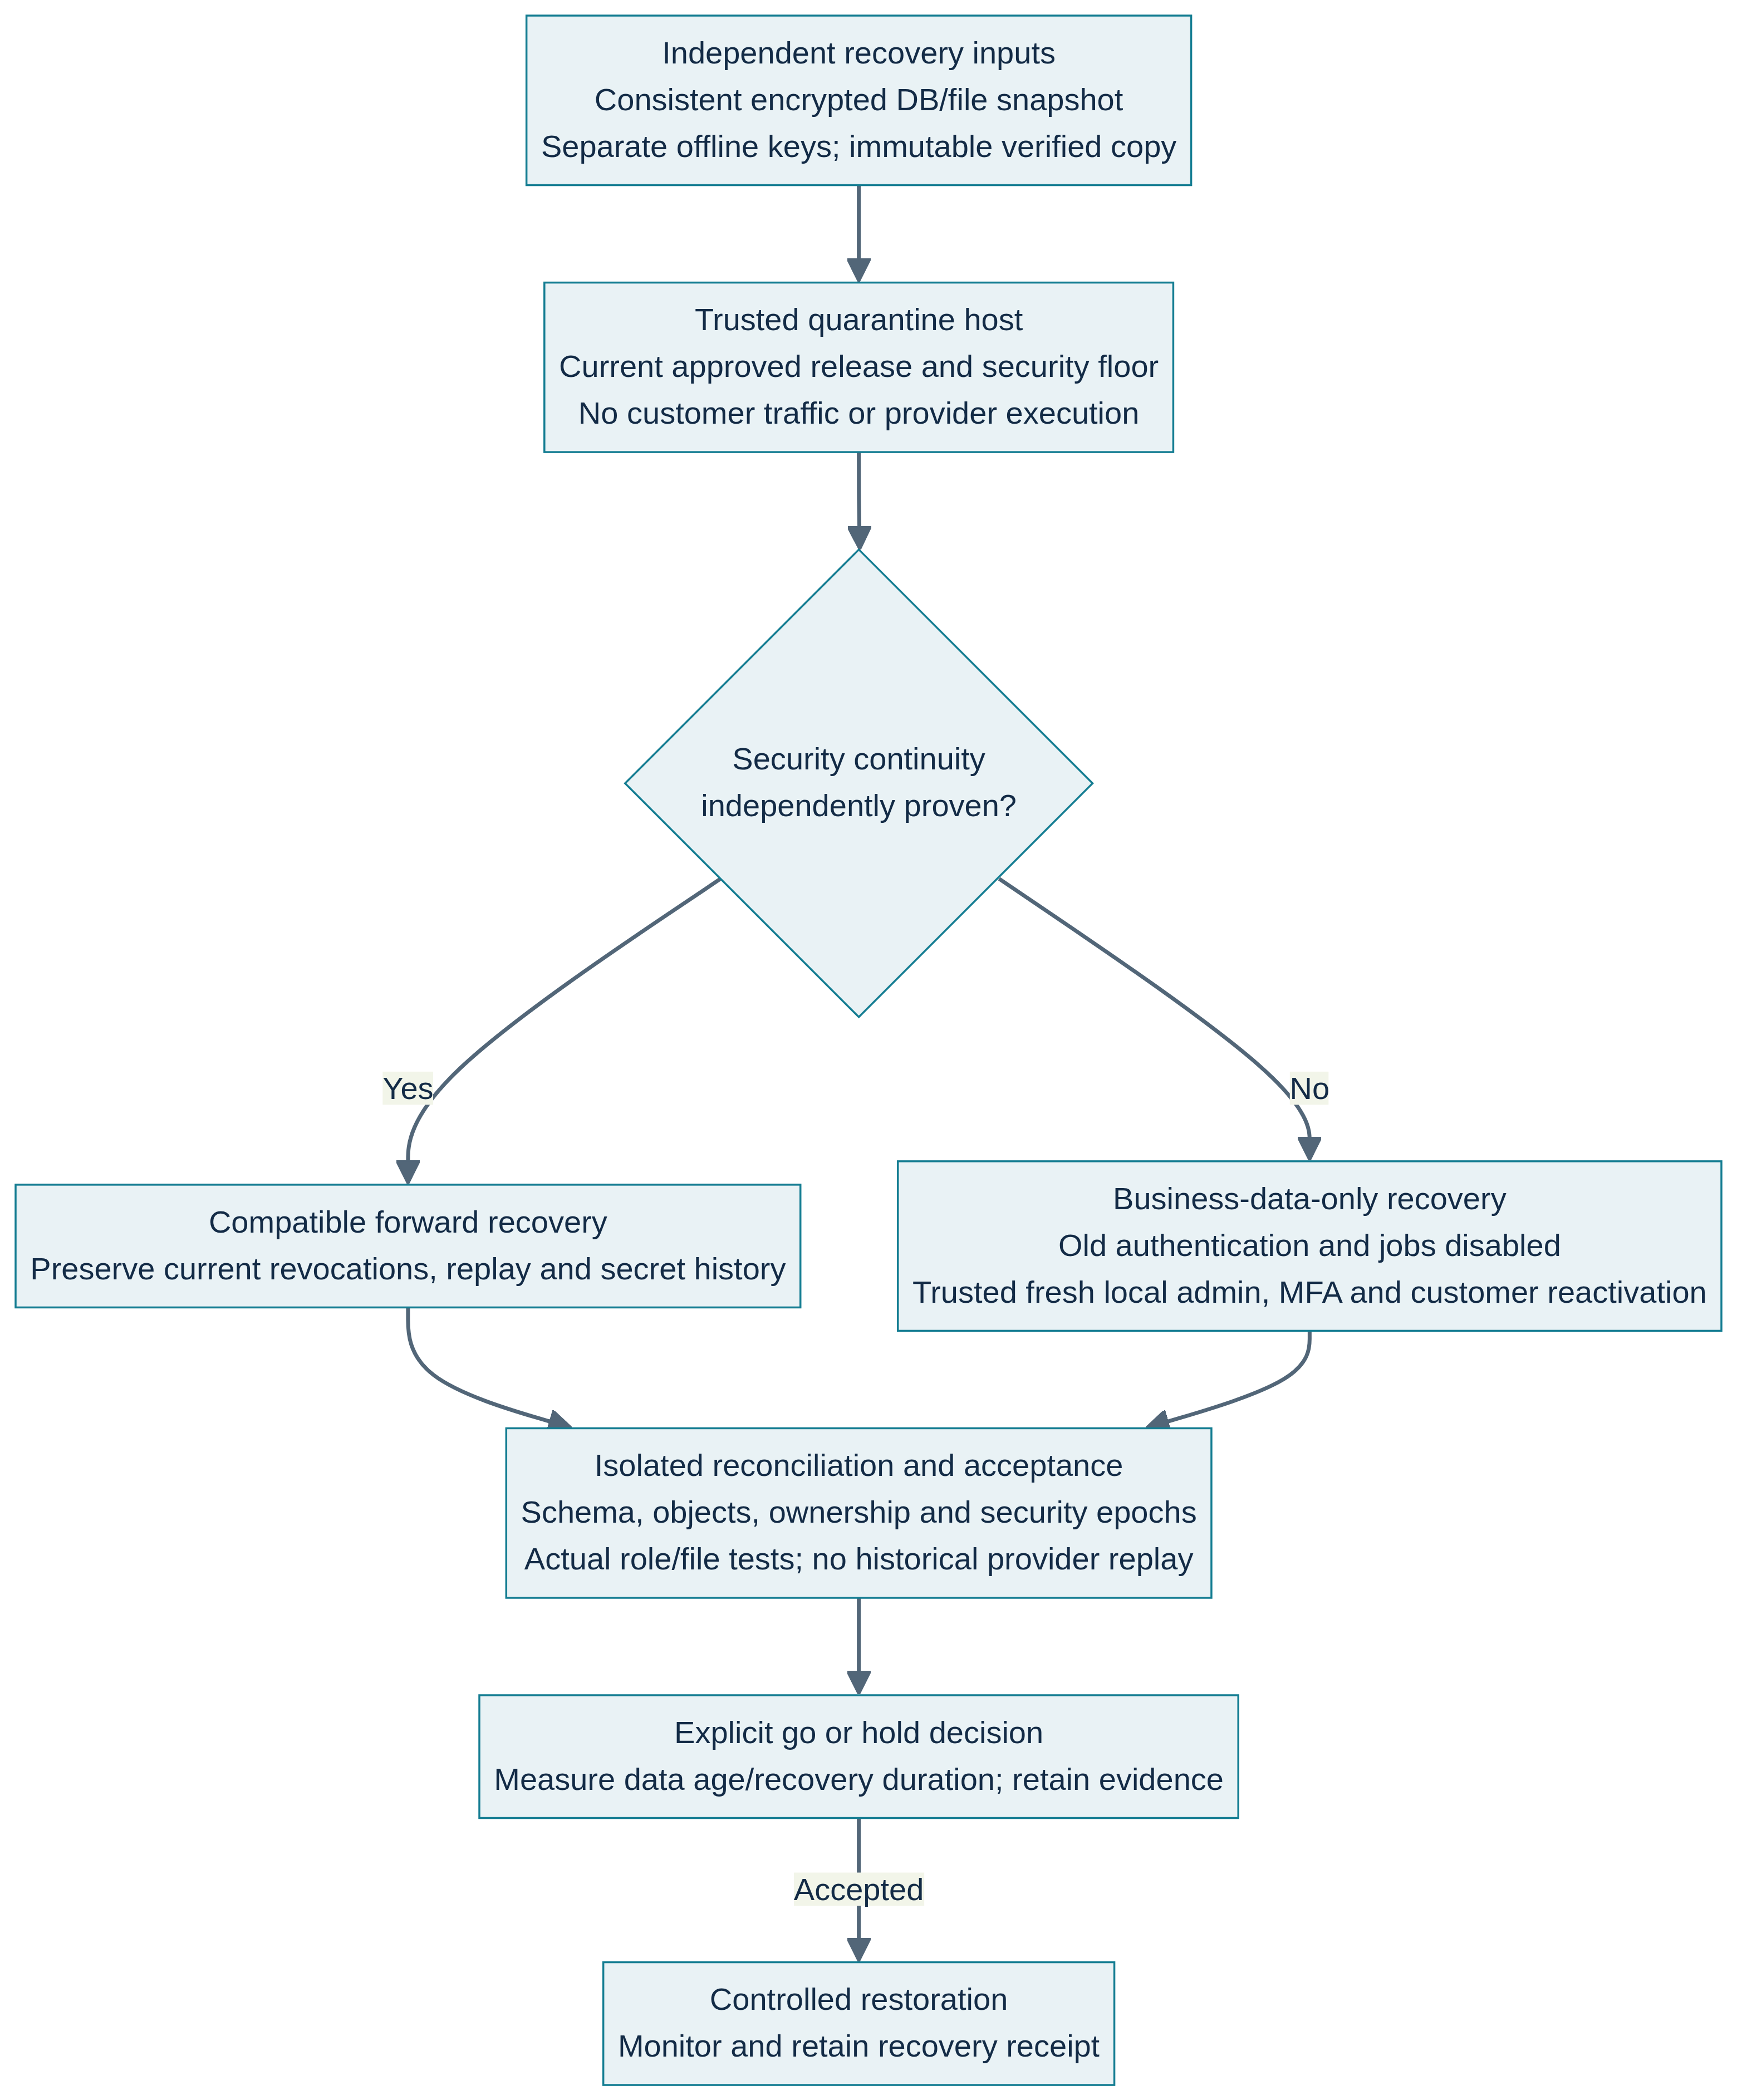 Independent recovery inputs
Consistent encrypted DB/file snapshot
Separate offline keys; immutable verified copy
Trusted quarantine host
Current approved release and security floor
No customer traffic or provider execution
Security continuity
independently proven?
Yes
No
Compatible forward recovery
Preserve current revocations, replay and secret history
Business-data-only recovery
Old authentication and jobs disabled
Trusted fresh local admin, MFA and customer reactivation
Isolated reconciliation and acceptance
Schema, objects, ownership and security epochs
Actual role/file tests; no historical provider replay
Explicit go or hold decision
Measure data age/recovery duration; retain evidence
Accepted
Controlled restoration
Monitor and retain recovery receipt